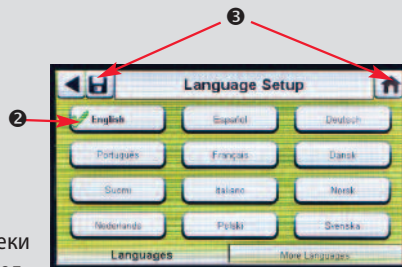 ❸
Language Setup
❷
English Español Deutsch
Português Français Dansk
Suomi Italiano Norsk
Nederlands Polski Svenska
еки
Languages More Languages